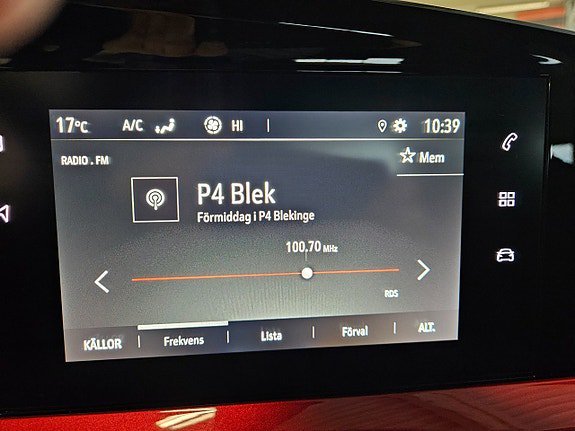 17°C A/C HI 10:39
RADIO . FM
Mem
P4 Blek
Förmiddag i P4 Blekinge
100.70 MHz
RDS
KÄLLOR Frekvens Lista Förval ALT.